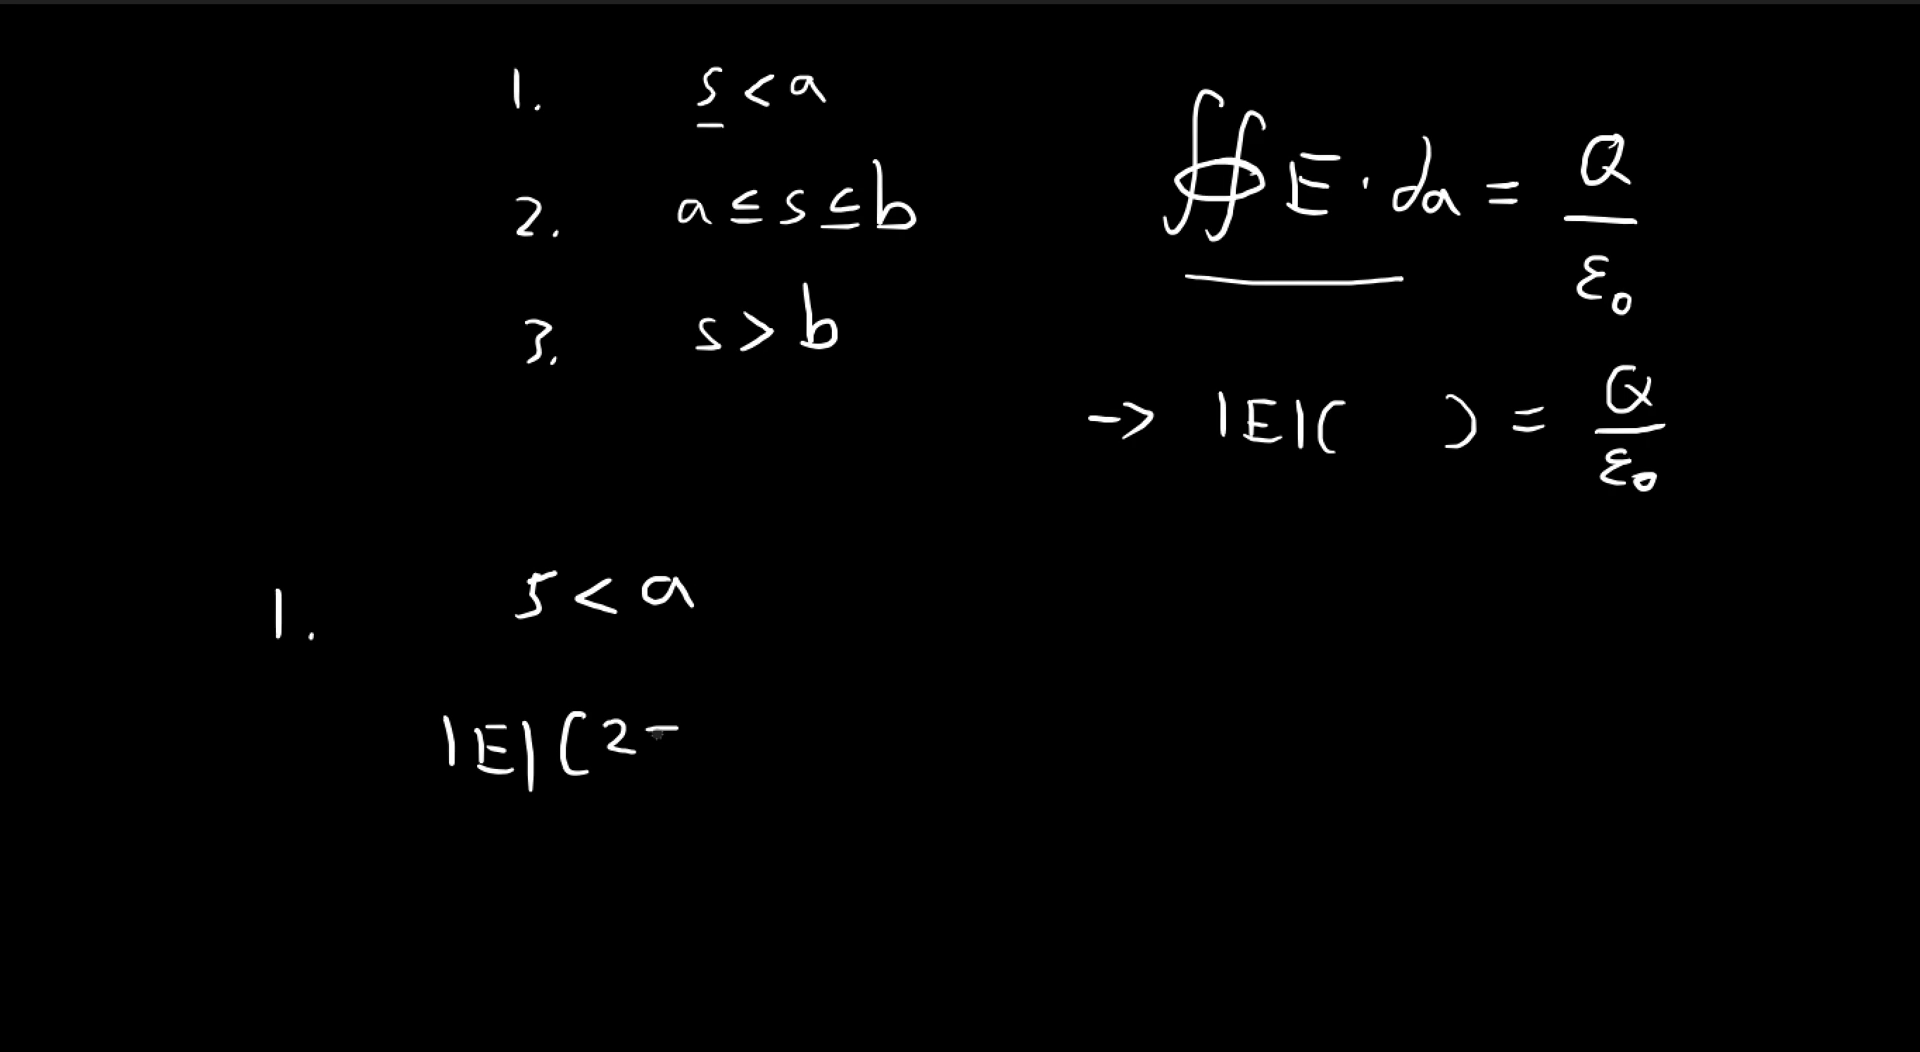 1. s < a
2. a ≤ s ≤ b
3. s > b
∯ E · da = Q / ε₀
→ |E|( ) = Q / ε₀
1. s < a
|E|(2